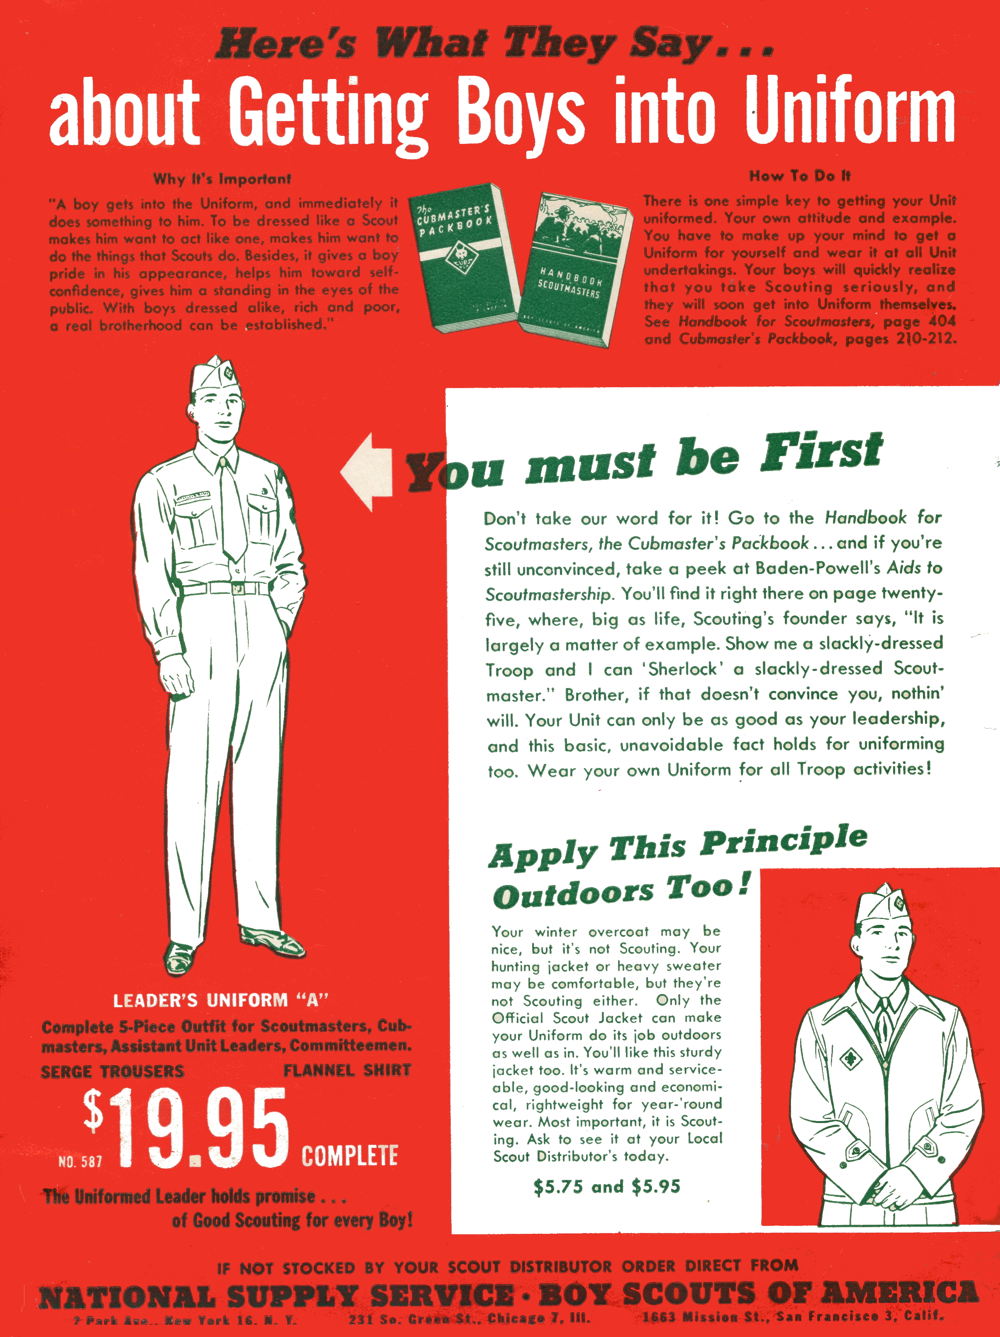 Here's What They Say...
about Getting Boys into Uniform
Why It's Important
"A boy gets into the Uniform, and immediately it
does something to him. To be dressed like a Scout
makes him want to act like one, makes him want to
do the things that Scouts do. Besides, it gives a boy
pride in his appearance, helps him toward self-
confidence, gives him a standing in the eyes of the
public. With boys dressed alike, rich and poor,
a real brotherhood can be established."
The
CUBMASTER'S
PACKBOOK
HANDBOOK
SCOUTMASTERS
BOY SCOUTS OF AMERICA
How To Do It
There is one simple key to getting your Unit
uniformed. Your own attitude and example.
You have to make up your mind to get a
Uniform for yourself and wear it at all Unit
undertakings. Your boys will quickly realize
that you take Scouting seriously, and
they will soon get into Uniform themselves.
See Handbook for Scoutmasters, page 404
and Cubmaster's Packbook, pages 210-212.
You must be First
Don't take our word for it! Go to the Handbook for
Scoutmasters, the Cubmaster's Packbook...and if you're
still unconvinced, take a peek at Baden-Powell's Aids to
Scoutmastership. You'll find it right there on page twenty-
five, where, big as life, Scouting's founder says, "It is
largely a matter of example. Show me a slackly-dressed
Troop and I can 'Sherlock' a slackly-dressed Scout-
master." Brother, if that doesn't convince you, nothin'
will. Your Unit can only be as good as your leadership,
and this basic, unavoidable fact holds for uniforming
too. Wear your own Uniform for all Troop activities!
Apply This Principle
Outdoors Too!
Your winter overcoat may be
nice, but it's not Scouting. Your
hunting jacket or heavy sweater
may be comfortable, but they're
not Scouting either. Only the
Official Scout Jacket can make
your Uniform do its job outdoors
as well as in. You'll like this sturdy
jacket too. It's warm and service-
able, good-looking and economi-
cal, rightweight for year-'round
wear. Most important, it is Scout-
ing. Ask to see it at your Local
Scout Distributor's today.
$5.75 and $5.95
LEADER'S UNIFORM "A"
Complete 5-Piece Outfit for Scoutmasters, Cub-
masters, Assistant Unit Leaders, Committeemen.
SERGE TROUSERS FLANNEL SHIRT
NO. 587 $19.95 COMPLETE
The Uniformed Leader holds promise...
of Good Scouting for every Boy!
IF NOT STOCKED BY YOUR SCOUT DISTRIBUTOR ORDER DIRECT FROM
NATIONAL SUPPLY SERVICE · BOY SCOUTS OF AMERICA
2 Park Ave., New York 16, N. Y. 231 So. Green St., Chicago 7, Ill. 1663 Mission St., San Francisco 3, Calif.